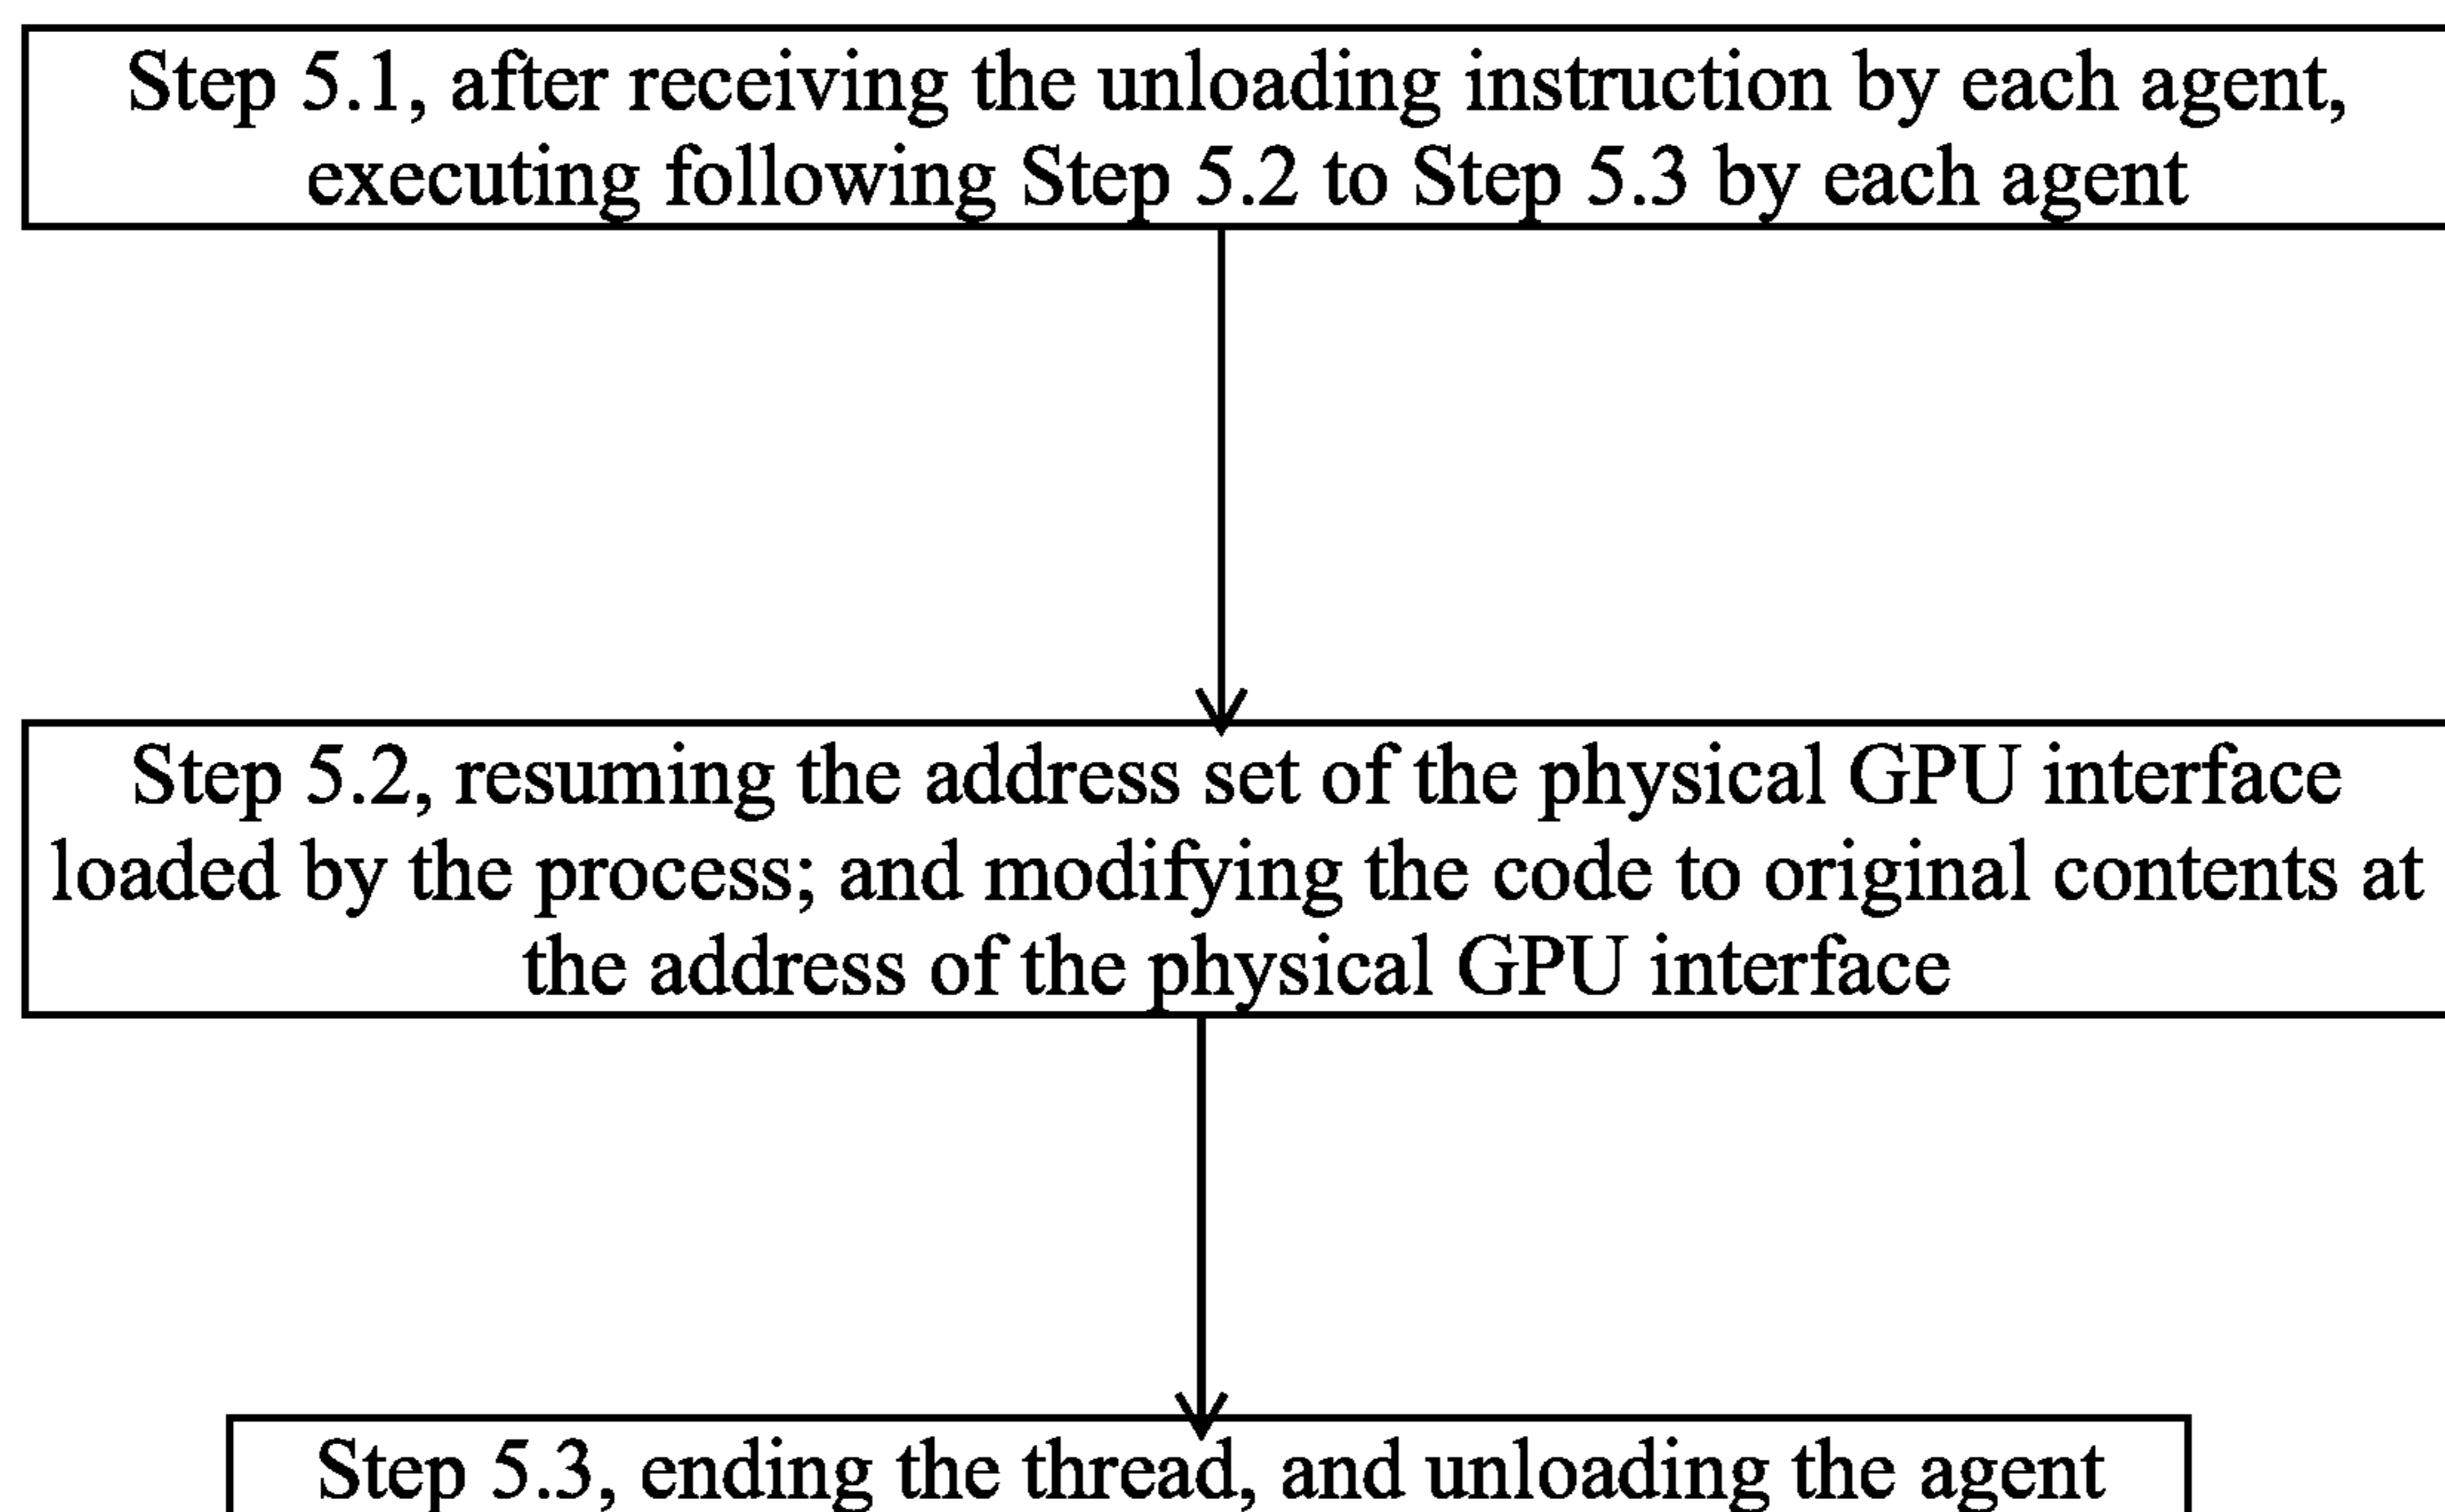 Step 5.1, after receiving the unloading instruction by each agent,
executing following Step 5.2 to Step 5.3 by each agent
Step 5.2, resuming the address set of the physical GPU interface
loaded by the process; and modifying the code to original contents at
the address of the physical GPU interface
Step 5.3, ending the thread, and unloading the agent